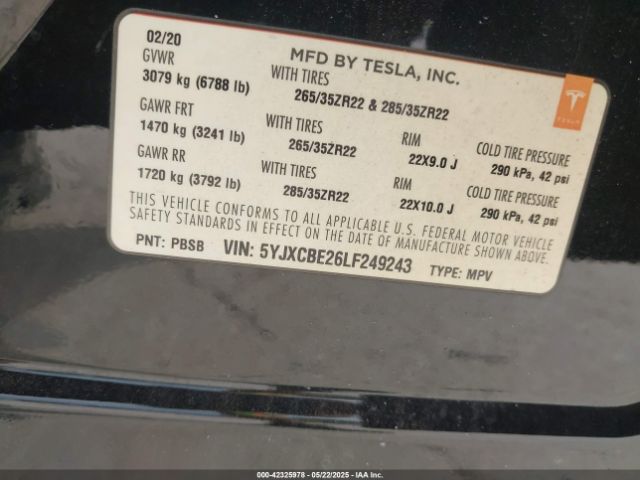 02/20
MFD BY TESLA, INC.
GVWR
3079 kg (6788 lb)
WITH TIRES
265/35ZR22 & 285/35ZR22
TESLA
GAWR FRT
1470 kg (3241 lb)
WITH TIRES
265/35ZR22
RIM
22X9.0 J
COLD TIRE PRESSURE
290 kPa, 42 psi
GAWR RR
1720 kg (3792 lb)
WITH TIRES
285/35ZR22
RIM
22X10.0 J
COLD TIRE PRESSURE
290 kPa, 42 psi
THIS VEHICLE CONFORMS TO ALL APPLICABLE U.S. FEDERAL MOTOR VEHICLE
SAFETY STANDARDS IN EFFECT ON THE DATE OF MANUFACTURE SHOWN ABOVE.
PNT: PBSB VIN: 5YJXCBE26LF249243 TYPE: MPV
000-42325978 - 05/22/2025 - IAAI.COM